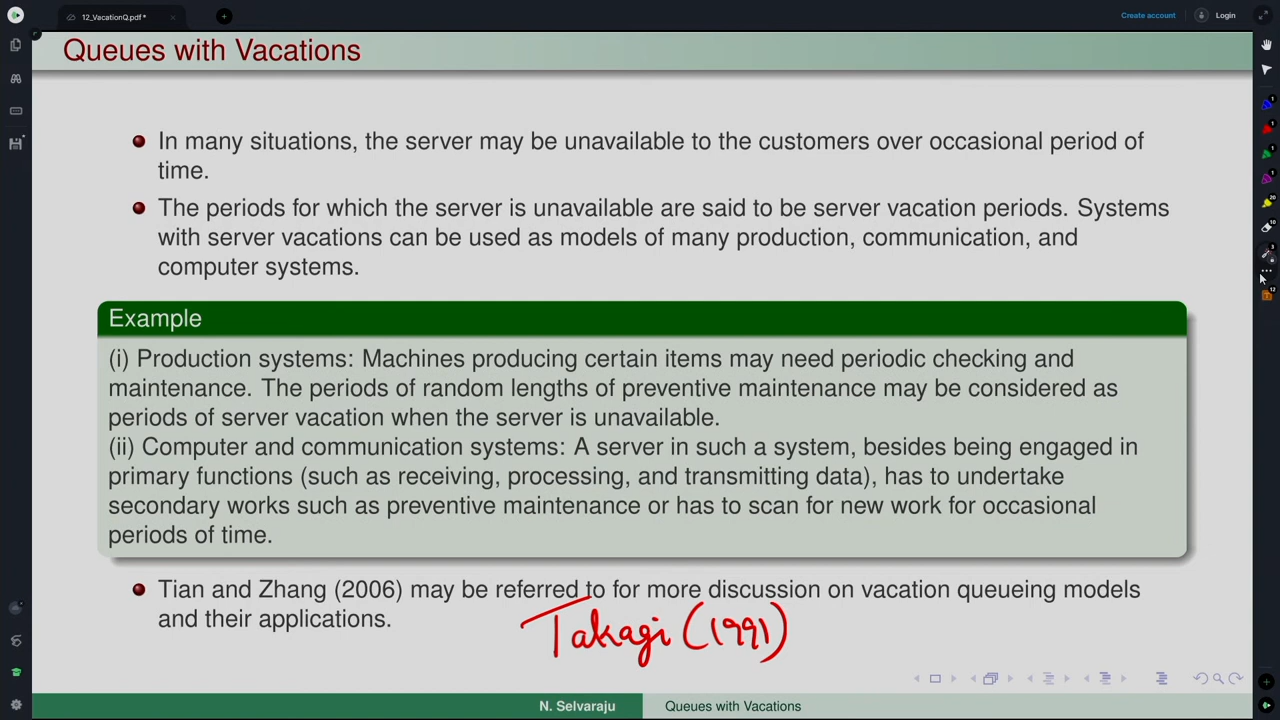 12_VacationQ.pdf*
Create account
Login
Queues with Vacations
In many situations, the server may be unavailable to the customers over occasional period of
time.
The periods for which the server is unavailable are said to be server vacation periods. Systems
with server vacations can be used as models of many production, communication, and
computer systems.
Example
(i) Production systems: Machines producing certain items may need periodic checking and
maintenance. The periods of random lengths of preventive maintenance may be considered as
periods of server vacation when the server is unavailable.
(ii) Computer and communication systems: A server in such a system, besides being engaged in
primary functions (such as receiving, processing, and transmitting data), has to undertake
secondary works such as preventive maintenance or has to scan for new work for occasional
periods of time.
Tian and Zhang (2006) may be referred to for more discussion on vacation queueing models
and their applications.
Takagi (1991)
N. Selvaraju
Queues with Vacations